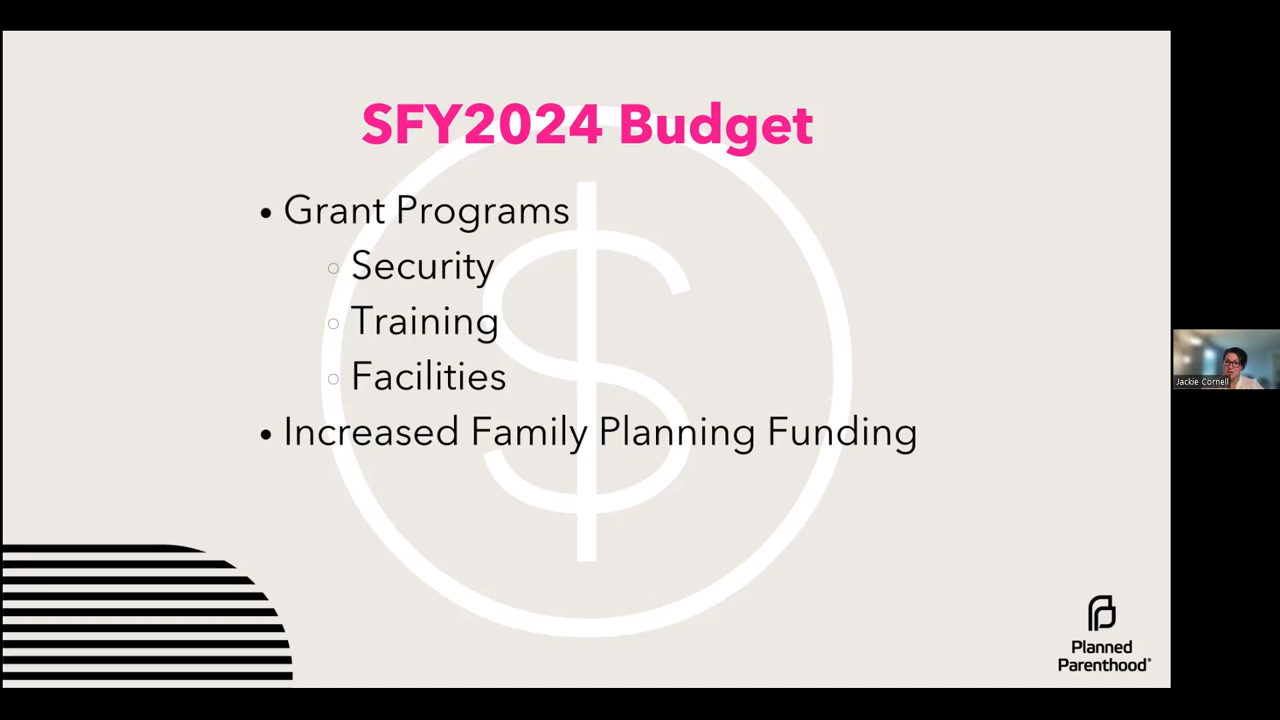 SFY2024 Budget
• Grant Programs
○ Security
○ Training
○ Facilities
• Increased Family Planning Funding
Jackie Cornell
Planned
Parenthood®